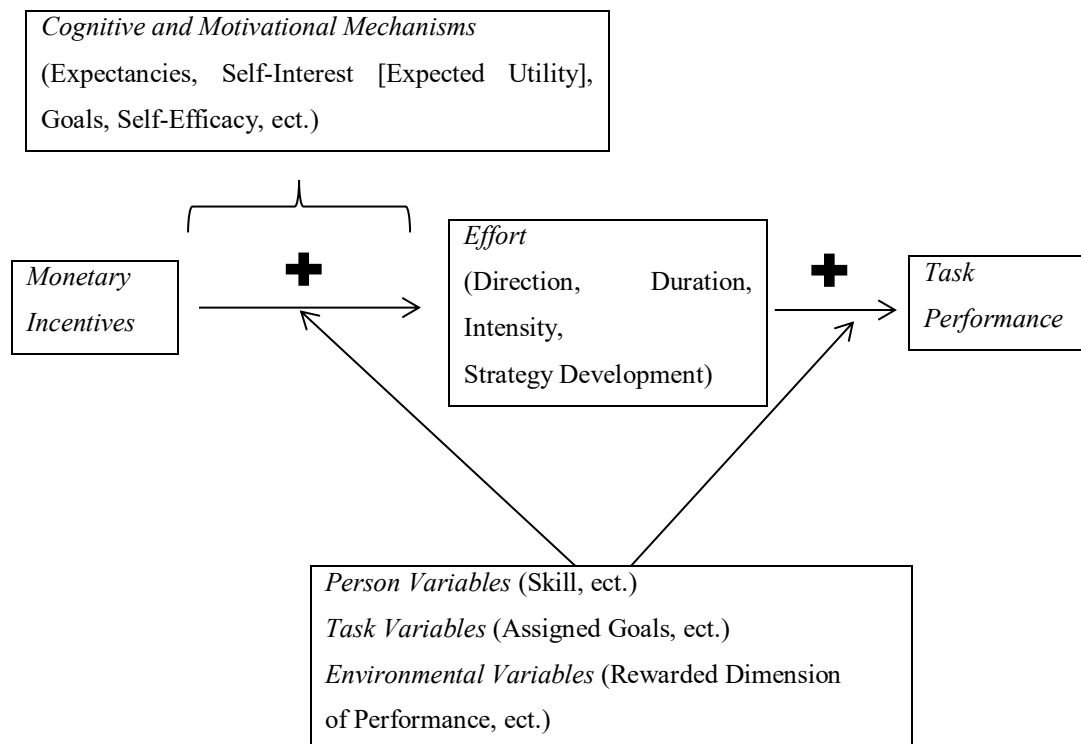 Cognitive and Motivational Mechanisms
(Expectancies, Self-Interest [Expected Utility],
Goals, Self-Efficacy, ect.)
Monetary
Incentives
Effort
(Direction, Duration,
Intensity,
Strategy Development)
Task
Performance
Person Variables (Skill, ect.)
Task Variables (Assigned Goals, ect.)
Environmental Variables (Rewarded Dimension
of Performance, ect.)